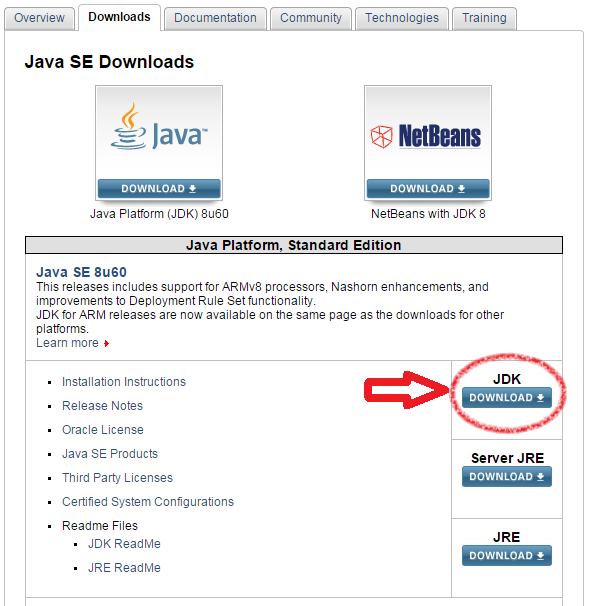 Overview Downloads Documentation Community Technologies Training
Java SE Downloads
Java™ NetBeans
DOWNLOAD DOWNLOAD
Java Platform (JDK) 8u60 NetBeans with JDK 8
Java Platform, Standard Edition
Java SE 8u60
This releases includes support for ARMv8 processors, Nashorn enhancements, and
improvements to Deployment Rule Set functionality.
JDK for ARM releases are now available on the same page as the downloads for other
platforms.
Learn more
Installation Instructions
Release Notes
Oracle License
Java SE Products
Third Party Licenses
Certified System Configurations
Readme Files
JDK ReadMe
JRE ReadMe
JDK
DOWNLOAD
Server JRE
DOWNLOAD
JRE
DOWNLOAD